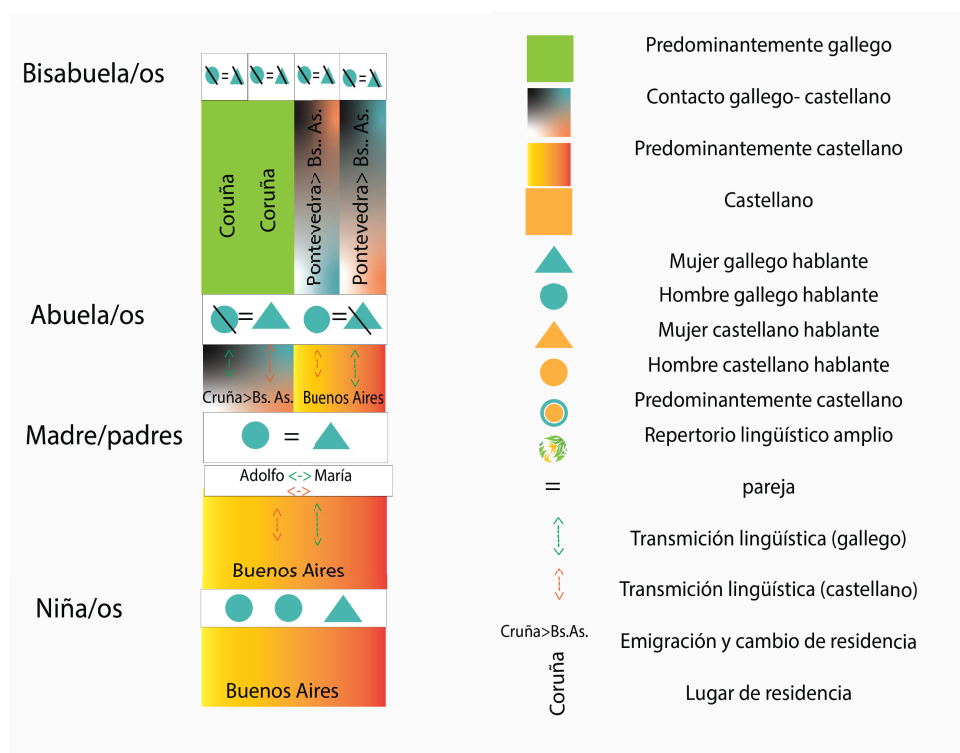 Bisabuela/os
= = = =
Coruña
Coruña
Pontevedra> Bs.. As.
Pontevedra> Bs. As.
Abuela/os
= =
Cruña>Bs. As.
Buenos Aires
Madre/padres
=
Adolfo <-> María
<->
Buenos Aires
Niña/os
Buenos Aires
Predominantemente gallego
Contacto gallego- castellano
Predominantemente castellano
Castellano
Mujer gallego hablante
Hombre gallego hablante
Mujer castellano hablante
Hombre castellano hablante
Predominantemente castellano
Repertorio lingüístico amplio
= pareja
Transmición lingüística (gallego)
Transmición lingüística (castellano)
Cruña>Bs.As. Emigración y cambio de residencia
Coruña Lugar de residencia